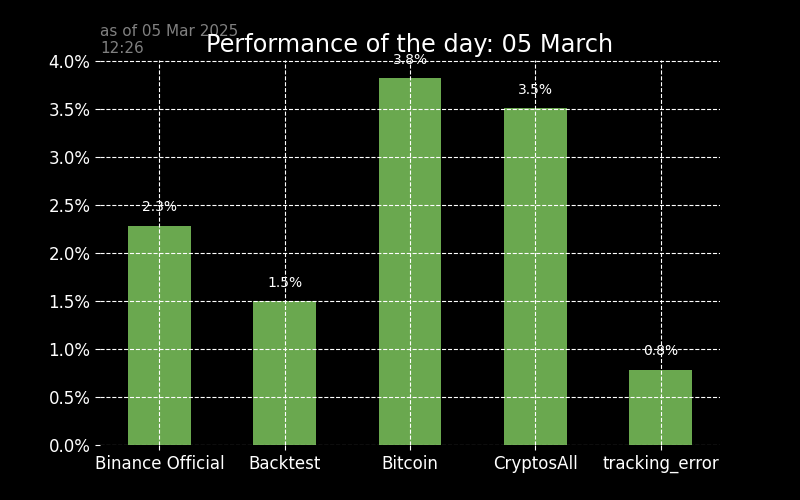 as of 05 Mar 2025
12:26
Performance of the day: 05 March
4.0%
3.5%
3.0%
2.5%
2.0%
1.5%
1.0%
0.5%
0.0%
2.3%
1.5%
3.8%
3.5%
0.8%
Binance Official
Backtest
Bitcoin
CryptosAll
tracking_error